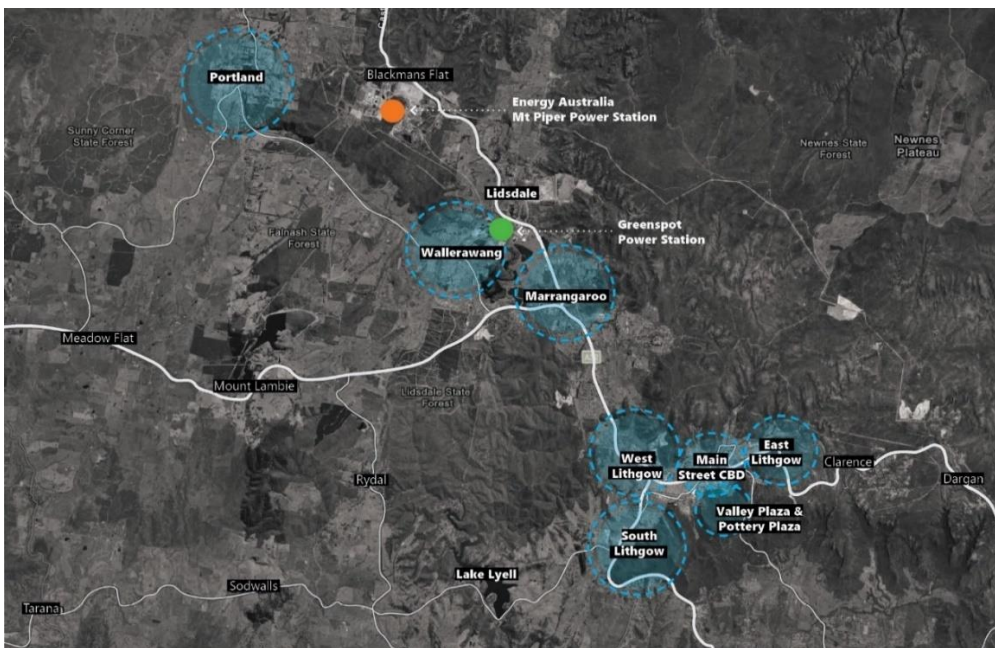 Portland
Blackmans Flat
Energy Australia
Mt Piper Power Station
Sunny Corner
State Forest
Newnes State
Forest
Newnes
Plateau
Lidsdale
Greenspot
Power Station
Falnash State
Forest
Wallerawang
Marrangaroo
Meadow Flat
Mount Lambie
Lidsdale State
Forest
West
Lithgow
Main
Street CBD
East
Lithgow
Clarence
Dargan
Rydal
Valley Plaza &
Pottery Plaza
South
Lithgow
Lake Lyell
Sodwalls
Tarana